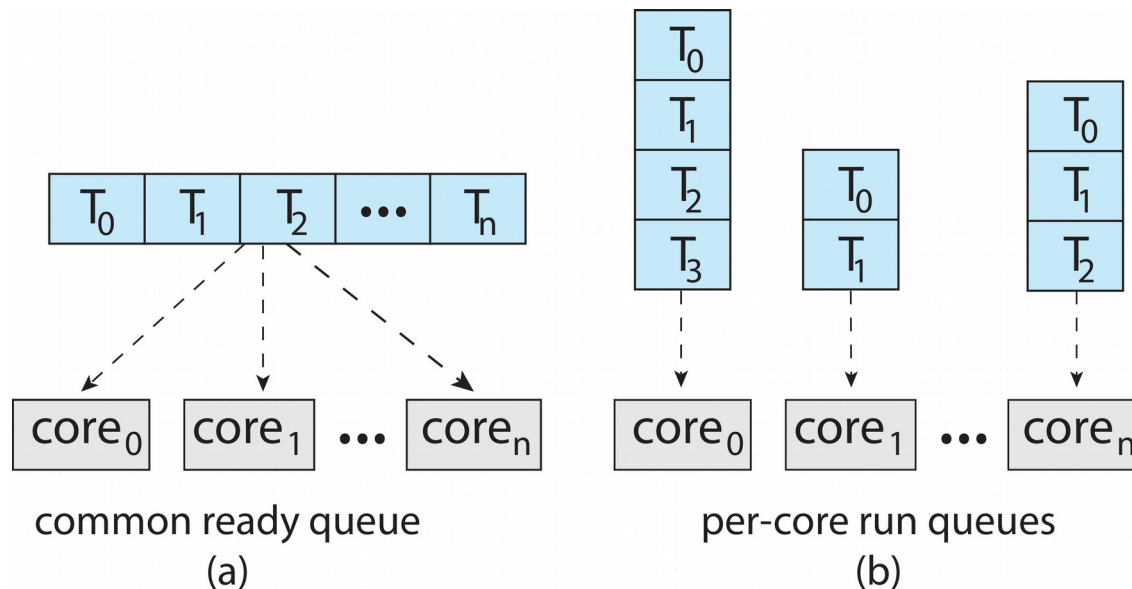 T0 T1 T2 ••• Tn
core0 core1 ••• coren
common ready queue
(a)
T0
T1
T2
T3
T0
T1
T0
T1
T2
core0 core1 ••• coren
per-core run queues
(b)